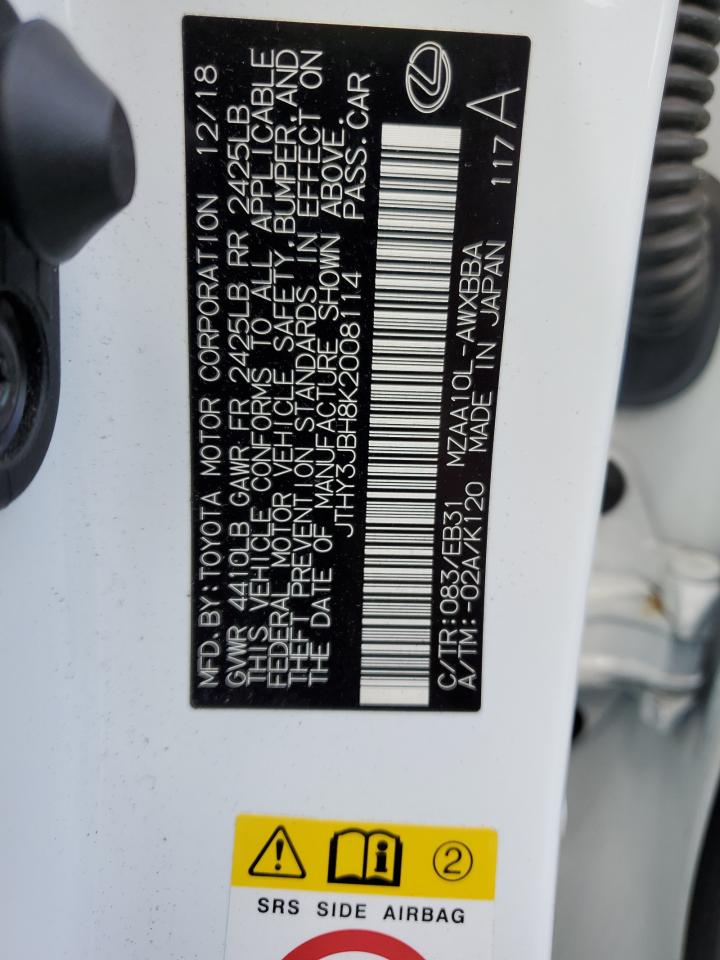 MFD. BY: TOYOTA MOTOR CORPORATION 12/18
GVWR 4410LB GAWR FR 2425LB RR 2425LB
THIS VEHICLE CONFORMS TO ALL APPLICABLE
FEDERAL MOTOR VEHICLE SAFETY, BUMPER, AND
THEFT PREVENTION STANDARDS IN EFFECT ON
THE DATE OF MANUFACTURE SHOWN ABOVE.
JTHY3JBH8K2008114 PASS. CAR
C/TR: 083/EB31 MZAA10L-AWXBBA
A/TM: -02A/K120 MADE IN JAPAN 117A
2
SRS SIDE AIRBAG